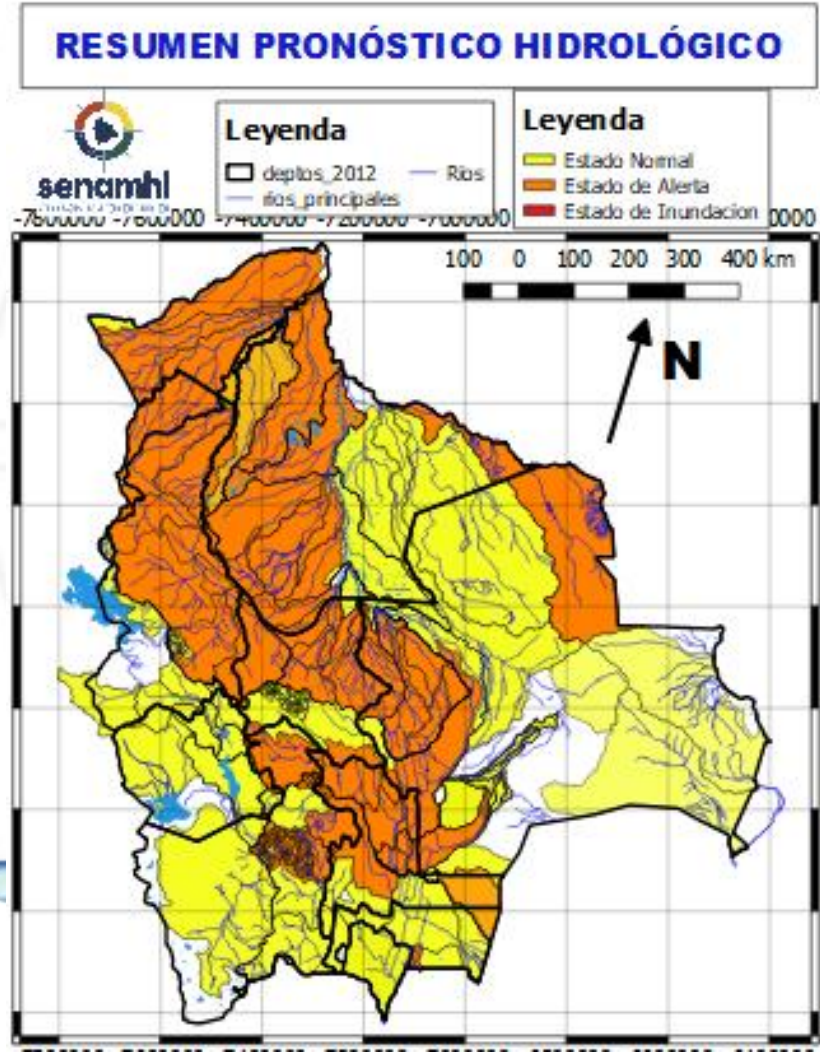 RESUMEN PRONÓSTICO HIDROLÓGICO
senamhi
Leyenda
deptos_2012 Rios
rios_principales
Leyenda
Estado Normal
Estado de Alerta
Estado de Inundacion
-7800000 -7600000 -7400000 -7200000 -7000000
100 0 100 200 300 400 km
N